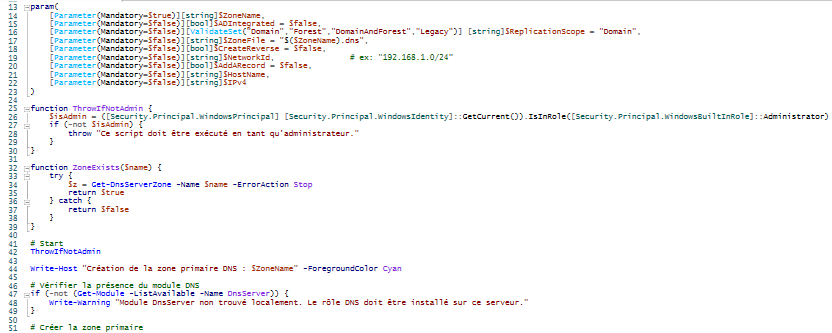 13 param(
14 [Parameter(Mandatory=$true)][string]$ZoneName,
15 [Parameter(Mandatory=$false)][bool]$ADIntegrated = $false,
16 [Parameter(Mandatory=$false)][ValidateSet("Domain","Forest","DomainAndForest","Legacy")] [string]$ReplicationScope = "Domain",
17 [Parameter(Mandatory=$false)][string]$ZoneFile = "$($ZoneName).dns",
18 [Parameter(Mandatory=$false)][bool]$CreateReverse = $false,
19 [Parameter(Mandatory=$false)][string]$NetworkId, # ex: "192.168.1.0/24"
20 [Parameter(Mandatory=$false)][bool]$AddARecord = $false,
21 [Parameter(Mandatory=$false)][string]$HostName,
22 [Parameter(Mandatory=$false)][string]$IPv4
23 )
24
25 function ThrowIfNotAdmin {
26 $isAdmin = ([Security.Principal.WindowsPrincipal] [Security.Principal.WindowsIdentity]::GetCurrent()).IsInRole([Security.Principal.WindowsBuiltInRole]::Administrator)
27 if (-not $isAdmin) {
28 throw "Ce script doit être exécuté en tant qu'administrateur."
29 }
30 }
31
32 function ZoneExists($name) {
33 try {
34 $z = Get-DnsServerZone -Name $name -ErrorAction Stop
35 return $true
36 } catch {
37 return $false
38 }
39 }
40
41 # Start
42 ThrowIfNotAdmin
43
44 Write-Host "Création de la zone primaire DNS : $ZoneName" -ForegroundColor Cyan
45
46 # Vérifier la présence du module DNS
47 if (-not (Get-Module -ListAvailable -Name DnsServer)) {
48 Write-Warning "Module DnsServer non trouvé localement. Le rôle DNS doit être installé sur ce serveur."
49 }
50
51 # Créer la zone primaire